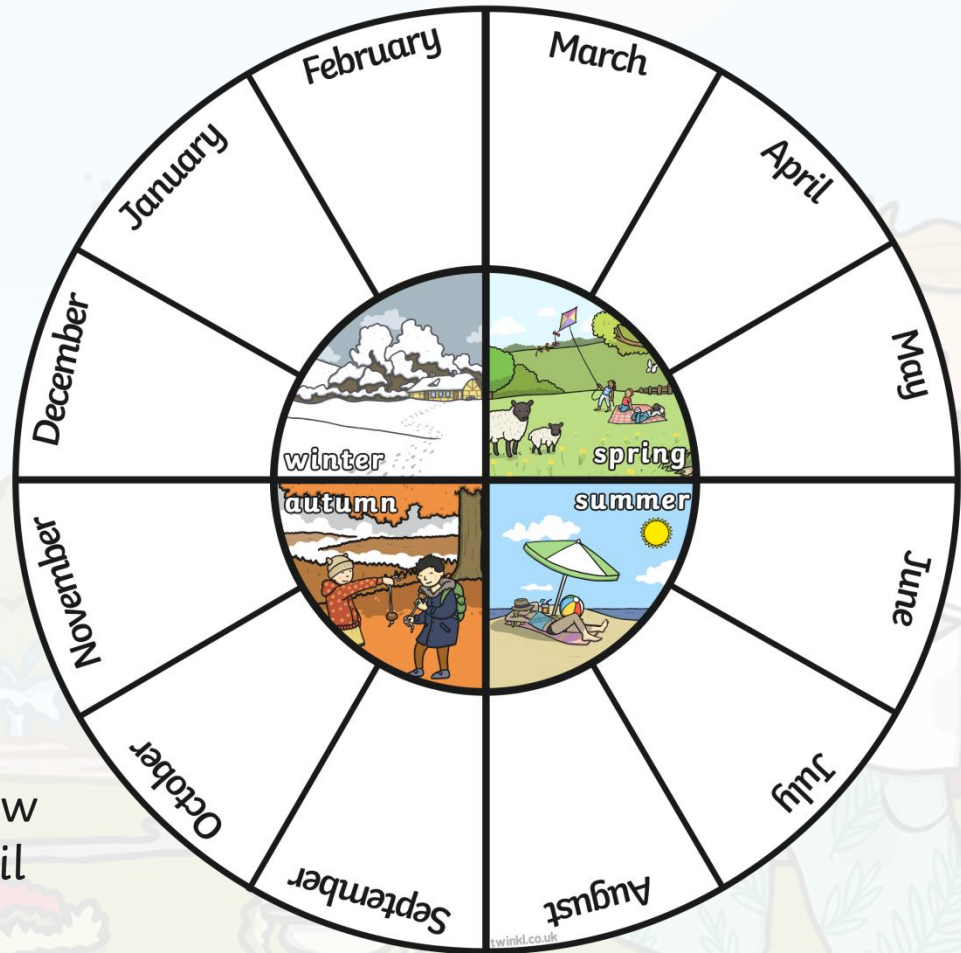 February
March
January
April
December
May
winter
spring
autumn
summer
November
June
October
July
September
August
twinkl.co.uk